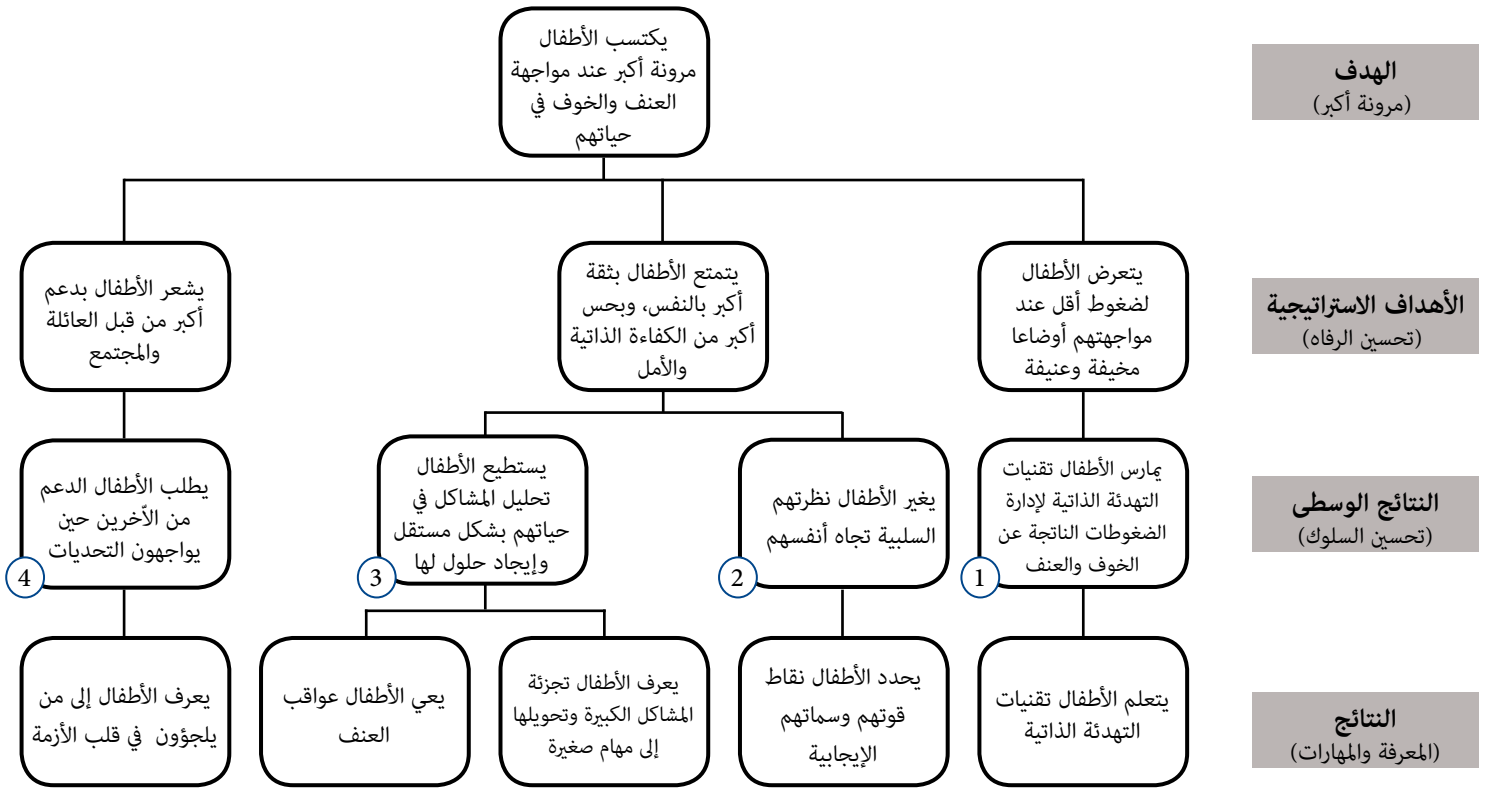 الهدف
(مرونة أكبر)
يكتسب الأطفال
مرونة أكبر عند مواجهة
العنف والخوف في
حياتهم
الأهداف الاستراتيجية
(تحسين الرفاه)
يتعرض الأطفال
لضغوط أقل عند
مواجهتهم أوضاعا
مخيفة وعنيفة
يتمتع الأطفال بثقة
أكبر بالنفس، وبحس
أكبر من الكفاءة الذاتية
والأمل
يشعر الأطفال بدعم
أكبر من قبل العائلة
والمجتمع
النتائج الوسطى
(تحسين السلوك)
يمارس الأطفال تقنيات
التهدئة الذاتية لإدارة
الضغوطات الناتجة عن
الخوف والعنف
1
يغير الأطفال نظرتهم
السلبية تجاه أنفسهم
2
يستطيع الأطفال
تحليل المشاكل في
حياتهم بشكل مستقل
وإيجاد حلول لها
3
يطلب الأطفال الدعم
من الاّخرين حين
يواجهون التحديات
4
النتائج
(المعرفة والمهارات)
يتعلم الأطفال تقنيات
التهدئة الذاتية
يحدد الأطفال نقاط
قوتهم وسماتهم
الإيجابية
يعرف الأطفال تجزئة
المشاكل الكبيرة وتحويلها
إلى مهام صغيرة
يعي الأطفال عواقب
العنف
يعرف الأطفال إلى من
يلجؤون في قلب الأزمة